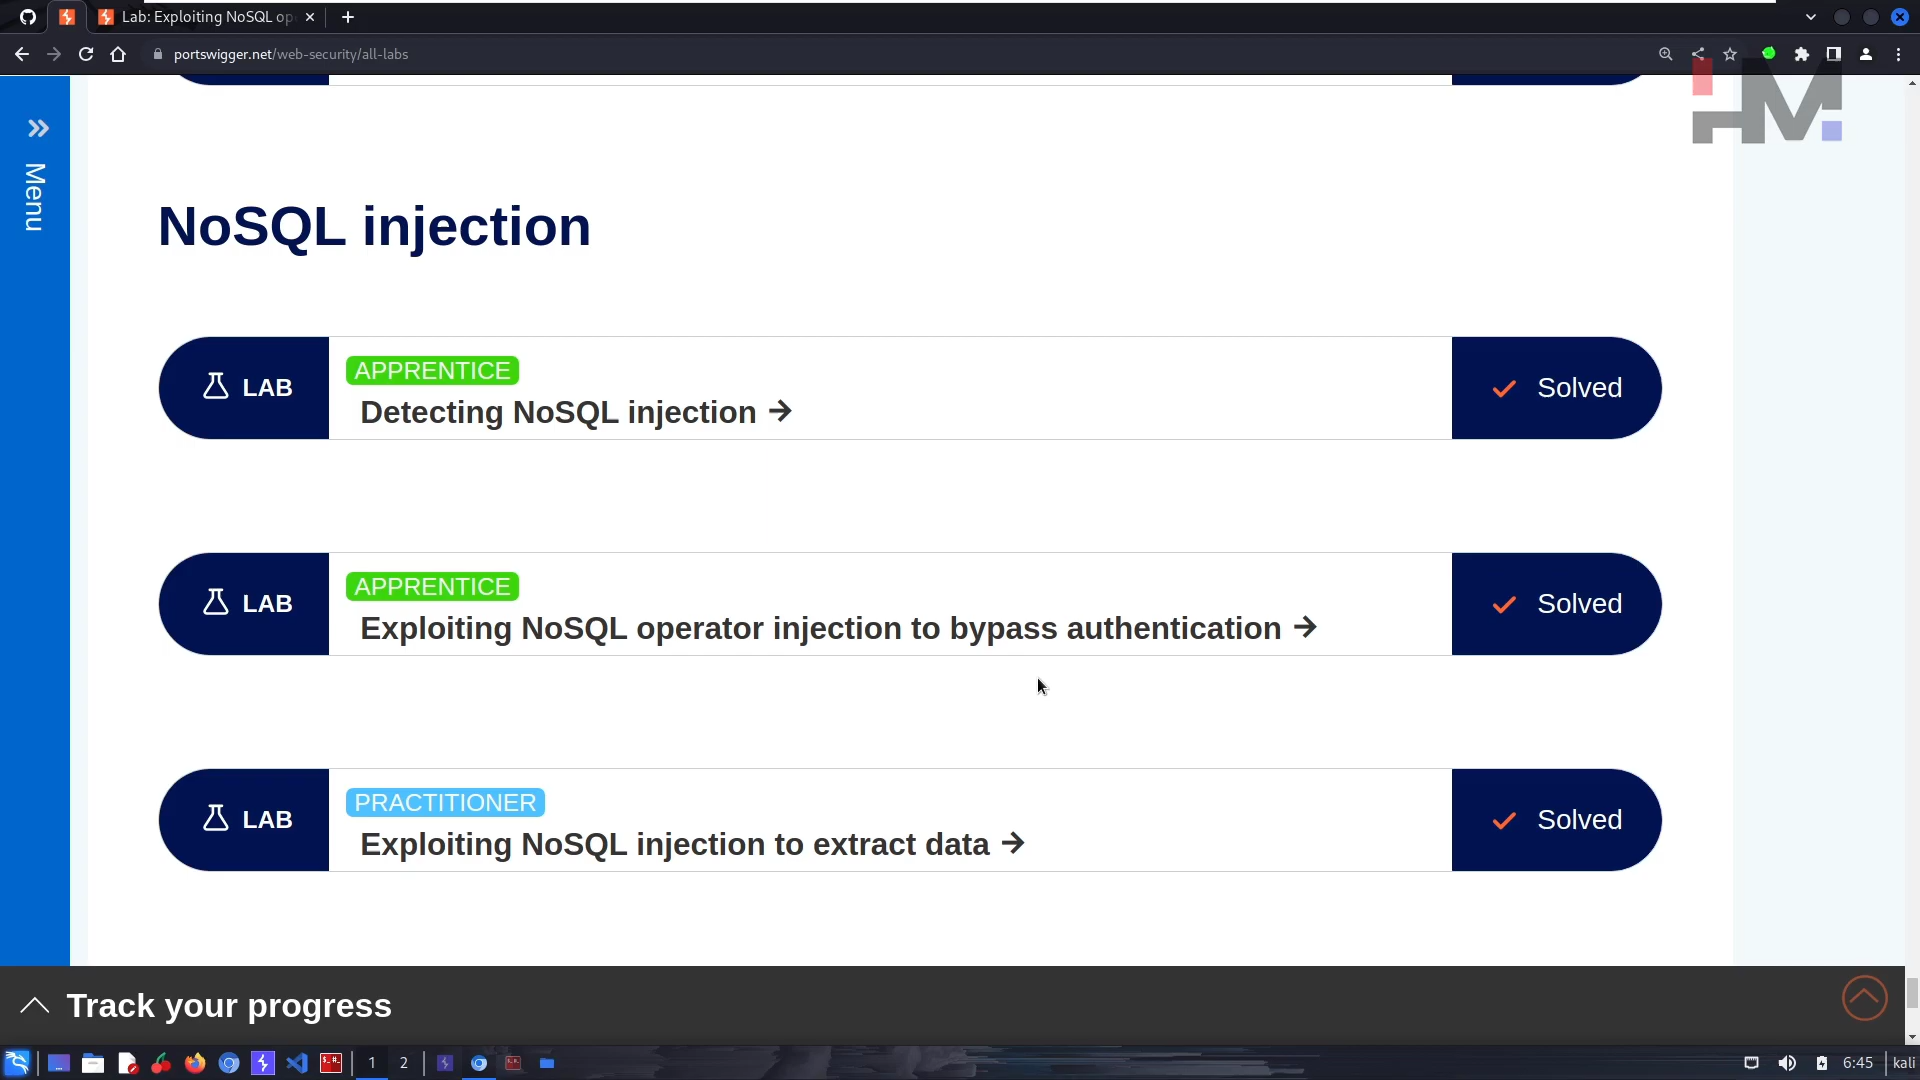 Lab: Exploiting NoSQL op
portswigger.net/web-security/all-labs
HM
Menu
NoSQL injection
LAB
APPRENTICE
Detecting NoSQL injection
Solved
LAB
APPRENTICE
Exploiting NoSQL operator injection to bypass authentication
Solved
LAB
PRACTITIONER
Exploiting NoSQL injection to extract data
Solved
Track your progress
1 2 6:45 kali